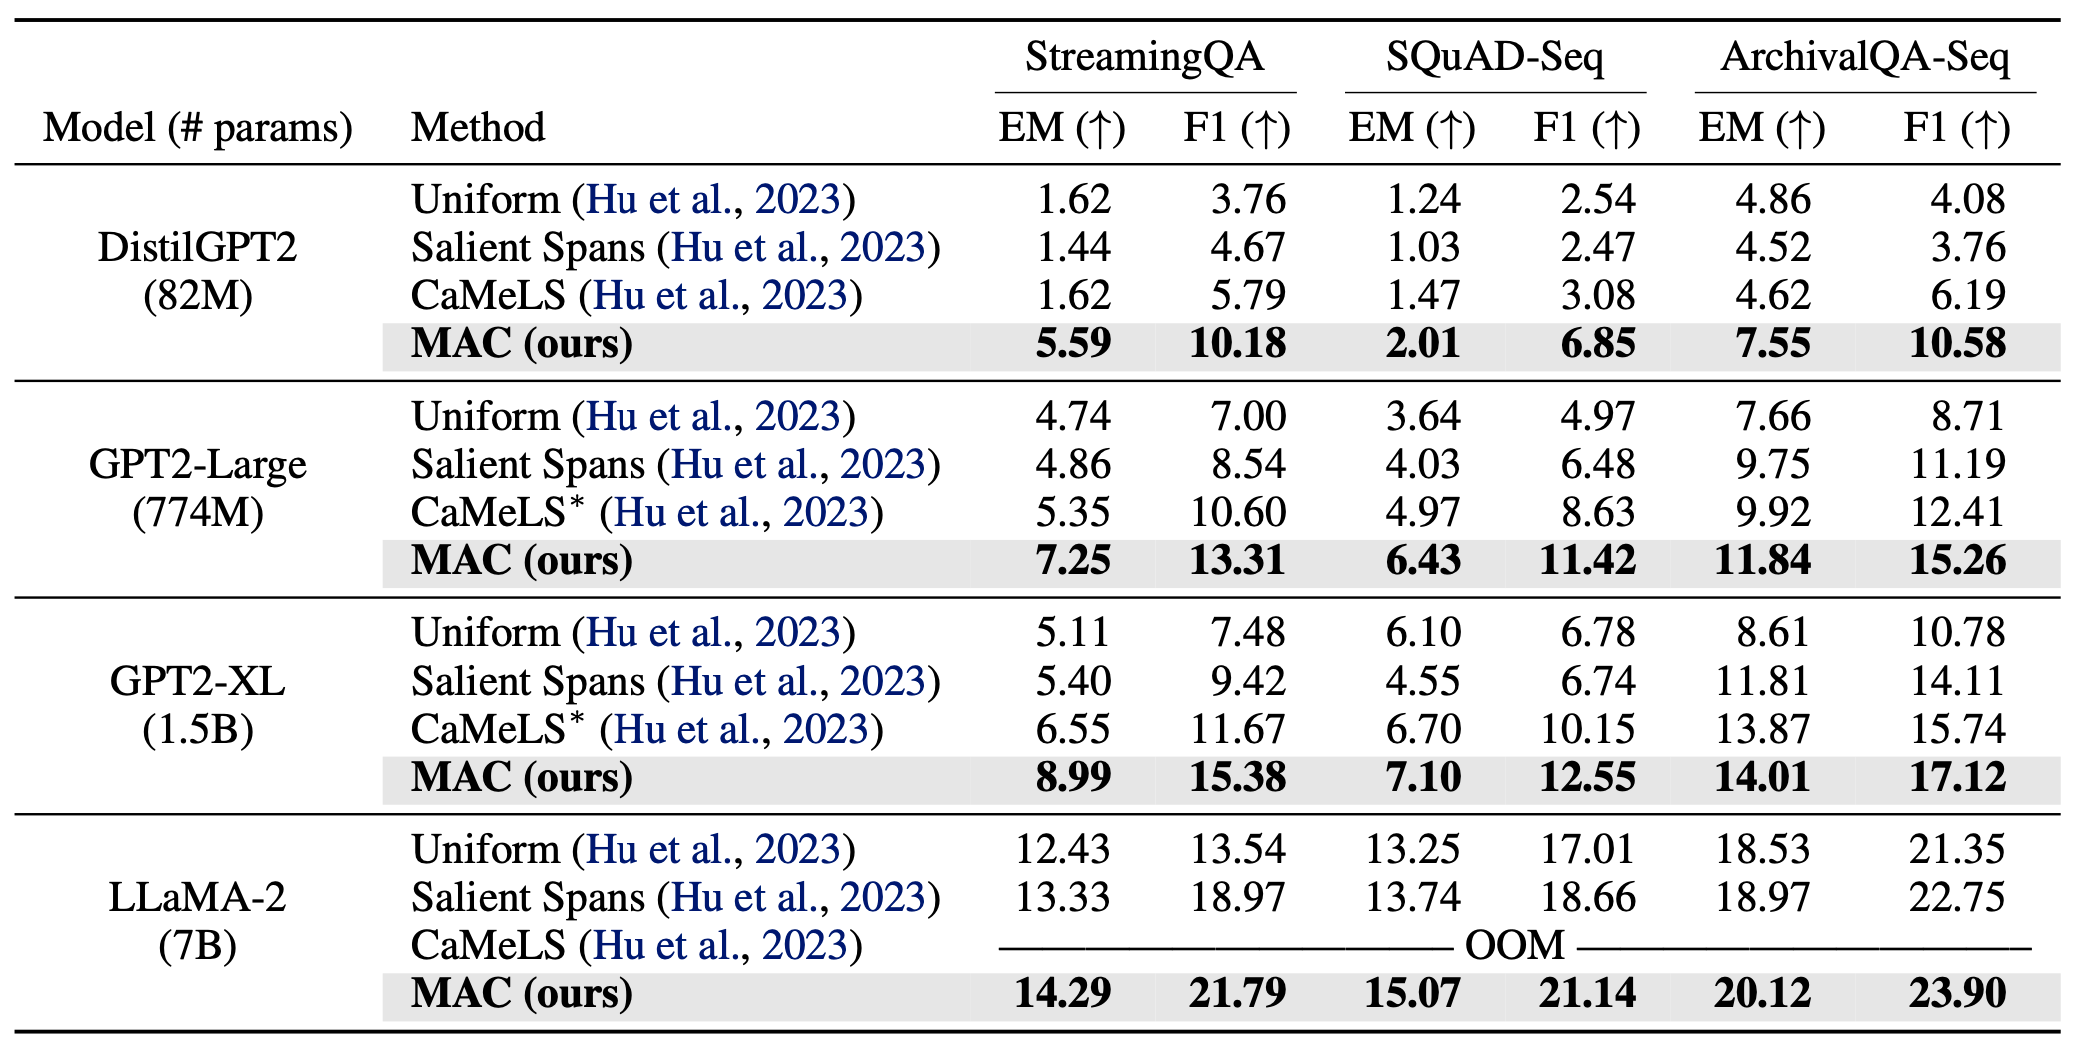 StreamingQA SQuAD-Seq ArchivalQA-Seq
Model (# params) Method EM (↑) F1 (↑) EM (↑) F1 (↑) EM (↑) F1 (↑)
Uniform (Hu et al., 2023) 1.62 3.76 1.24 2.54 4.86 4.08
DistilGPT2 Salient Spans (Hu et al., 2023) 1.44 4.67 1.03 2.47 4.52 3.76
(82M) CaMeLS (Hu et al., 2023) 1.62 5.79 1.47 3.08 4.62 6.19
MAC (ours) 5.59 10.18 2.01 6.85 7.55 10.58
Uniform (Hu et al., 2023) 4.74 7.00 3.64 4.97 7.66 8.71
GPT2-Large Salient Spans (Hu et al., 2023) 4.86 8.54 4.03 6.48 9.75 11.19
(774M) CaMeLS* (Hu et al., 2023) 5.35 10.60 4.97 8.63 9.92 12.41
MAC (ours) 7.25 13.31 6.43 11.42 11.84 15.26
Uniform (Hu et al., 2023) 5.11 7.48 6.10 6.78 8.61 10.78
GPT2-XL Salient Spans (Hu et al., 2023) 5.40 9.42 4.55 6.74 11.81 14.11
(1.5B) CaMeLS* (Hu et al., 2023) 6.55 11.67 6.70 10.15 13.87 15.74
MAC (ours) 8.99 15.38 7.10 12.55 14.01 17.12
Uniform (Hu et al., 2023) 12.43 13.54 13.25 17.01 18.53 21.35
LLaMA-2 Salient Spans (Hu et al., 2023) 13.33 18.97 13.74 18.66 18.97 22.75
(7B) CaMeLS (Hu et al., 2023) OOM
MAC (ours) 14.29 21.79 15.07 21.14 20.12 23.90